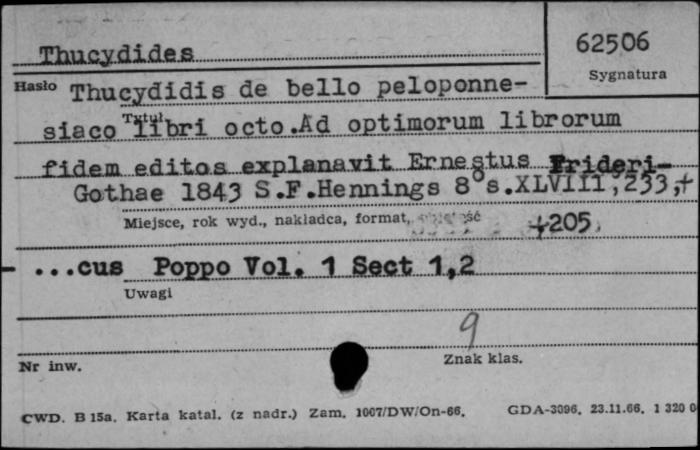 Thucydides
62506
Sygnatura
Hasło Thucydidis de bello peloponne-
Tytuł
siaco libri octo.Ad optimorum librorum
fidem editos explanavit Ernestus Frideri-
Gothae 1843 S.F.Hennings 8° s.XLVIII,233,+
Miejsce, rok wyd., nakładca, format, objętość +205
- ...cus Poppo Vol. 1 Sect 1,2
Uwagi
9
Nr inw. Znak klas.
CWD. B 15a. Karta katal. (z nadr.) Zam. 1007/DW/On-66. GDA-3096. 23.11.66. 1 320 0